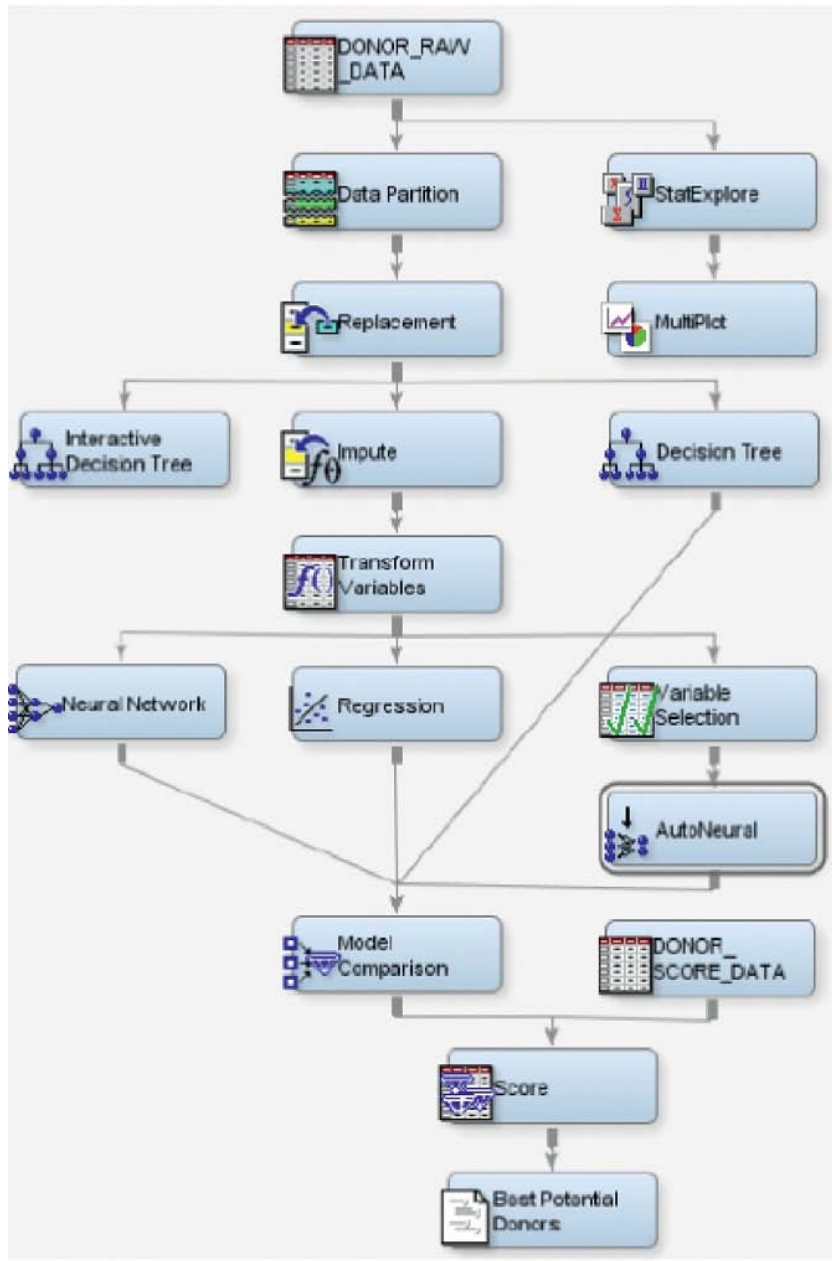 DONOR_RAW
_DATA
Data Partition
StatExplore
Replacement
MultiPlot
Interactive
Decision Tree
Impute
Decision Tree
Transform
Variables
Neural Network
Regression
Variable
Selection
AutoNeural
Model
Comparison
DONOR_
SCORE_DATA
Score
Best Potential
Donors